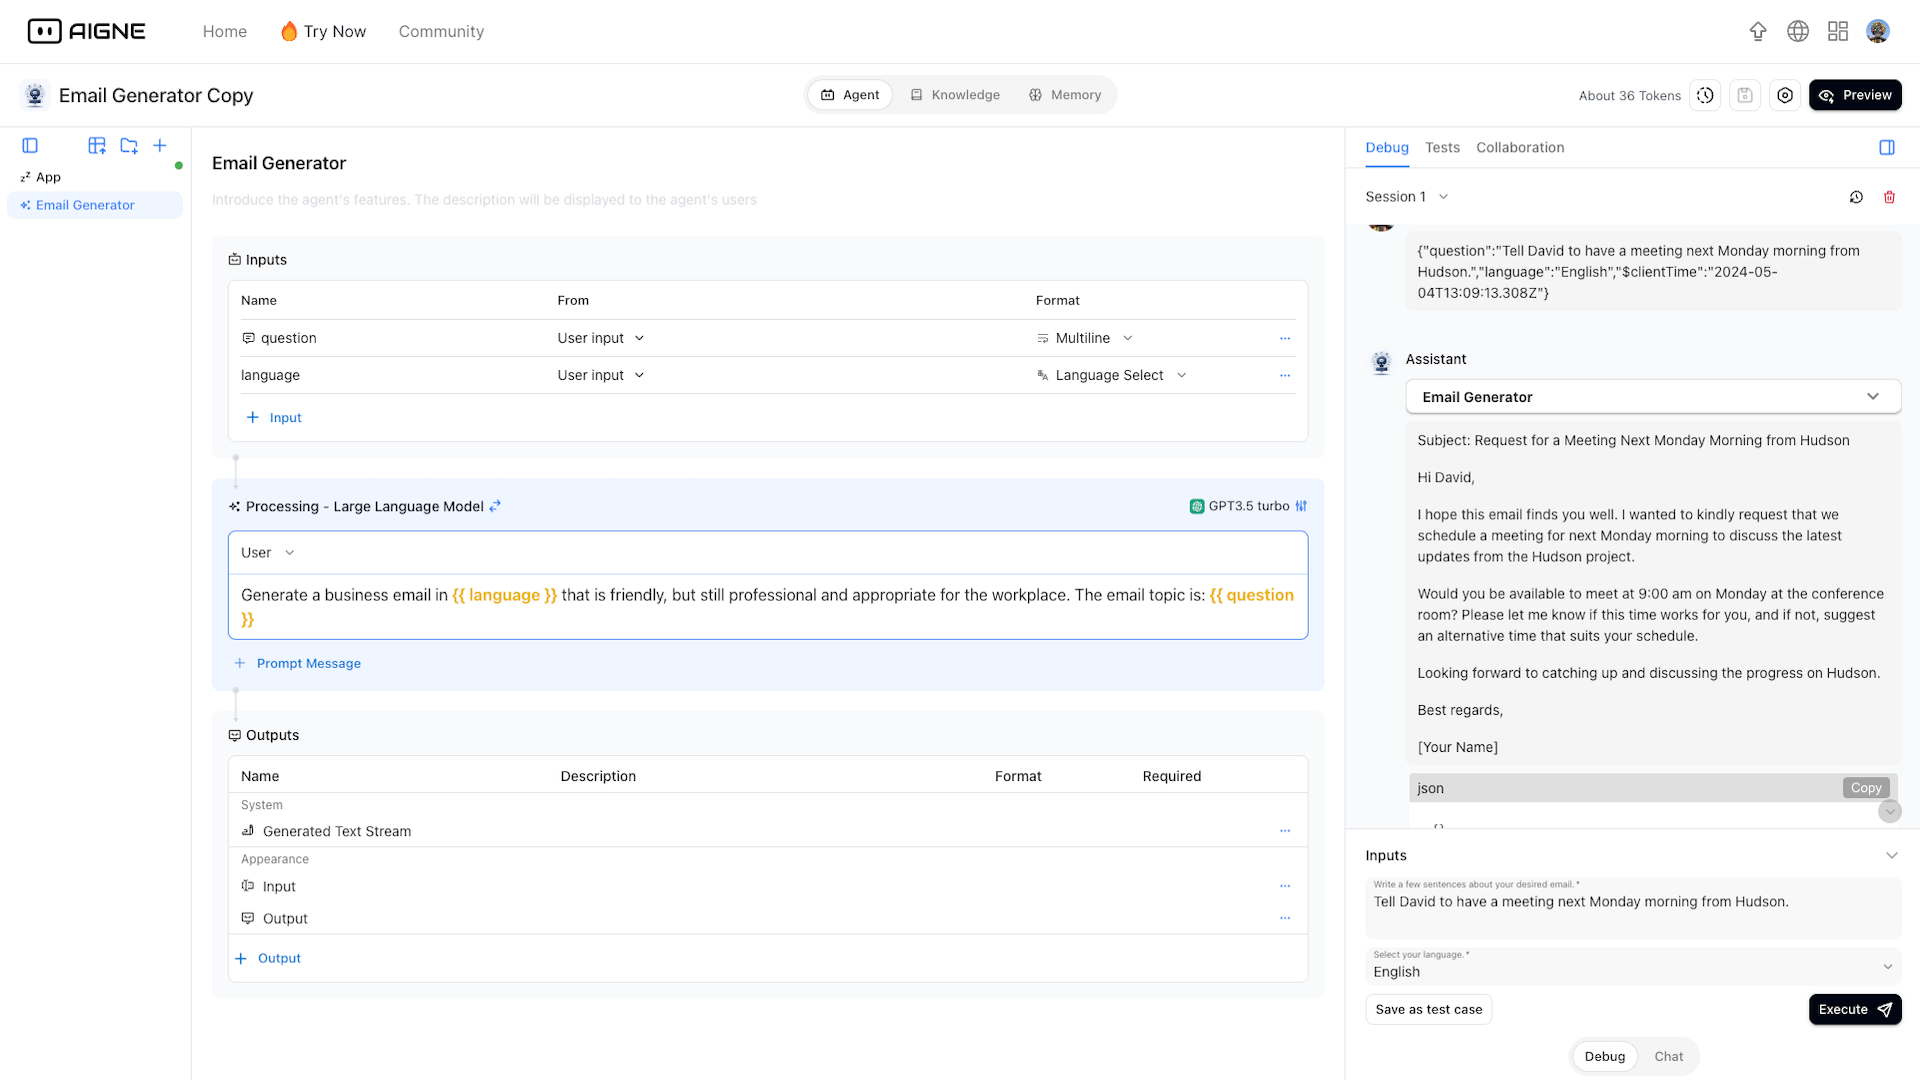 AIGNE
Home
Try Now
Community
Email Generator Copy
Agent
Knowledge
Memory
About 36 Tokens
Preview
App
Email Generator
Email Generator
Introduce the agent's features. The description will be displayed to the agent's users
Inputs
Name From Format
question User input Multiline
language User input Language Select
Input
Processing - Large Language Model
GPT3.5 turbo
User
Generate a business email in {{ language }} that is friendly, but still professional and appropriate for the workplace. The email topic is: {{ question
}}
Prompt Message
Outputs
Name Description Format Required
System
Generated Text Stream
Appearance
Input
Output
Output
Debug
Tests
Collaboration
Session 1
{"question":"Tell David to have a meeting next Monday morning from
Hudson.","language":"English","$clientTime":"2024-05-
04T13:09:13.308Z"}
Assistant
Email Generator
Subject: Request for a Meeting Next Monday Morning from Hudson
Hi David,
I hope this email finds you well. I wanted to kindly request that we
schedule a meeting for next Monday morning to discuss the latest
updates from the Hudson project.
Would you be available to meet at 9:00 am on Monday at the conference
room? Please let me know if this time works for you, and if not, suggest
an alternative time that suits your schedule.
Looking forward to catching up and discussing the progress on Hudson.
Best regards,
[Your Name]
json
Copy
{}
Inputs
Write a few sentences about your desired email. *
Tell David to have a meeting next Monday morning from Hudson.
Select your language. *
English
Save as test case
Execute
Debug
Chat